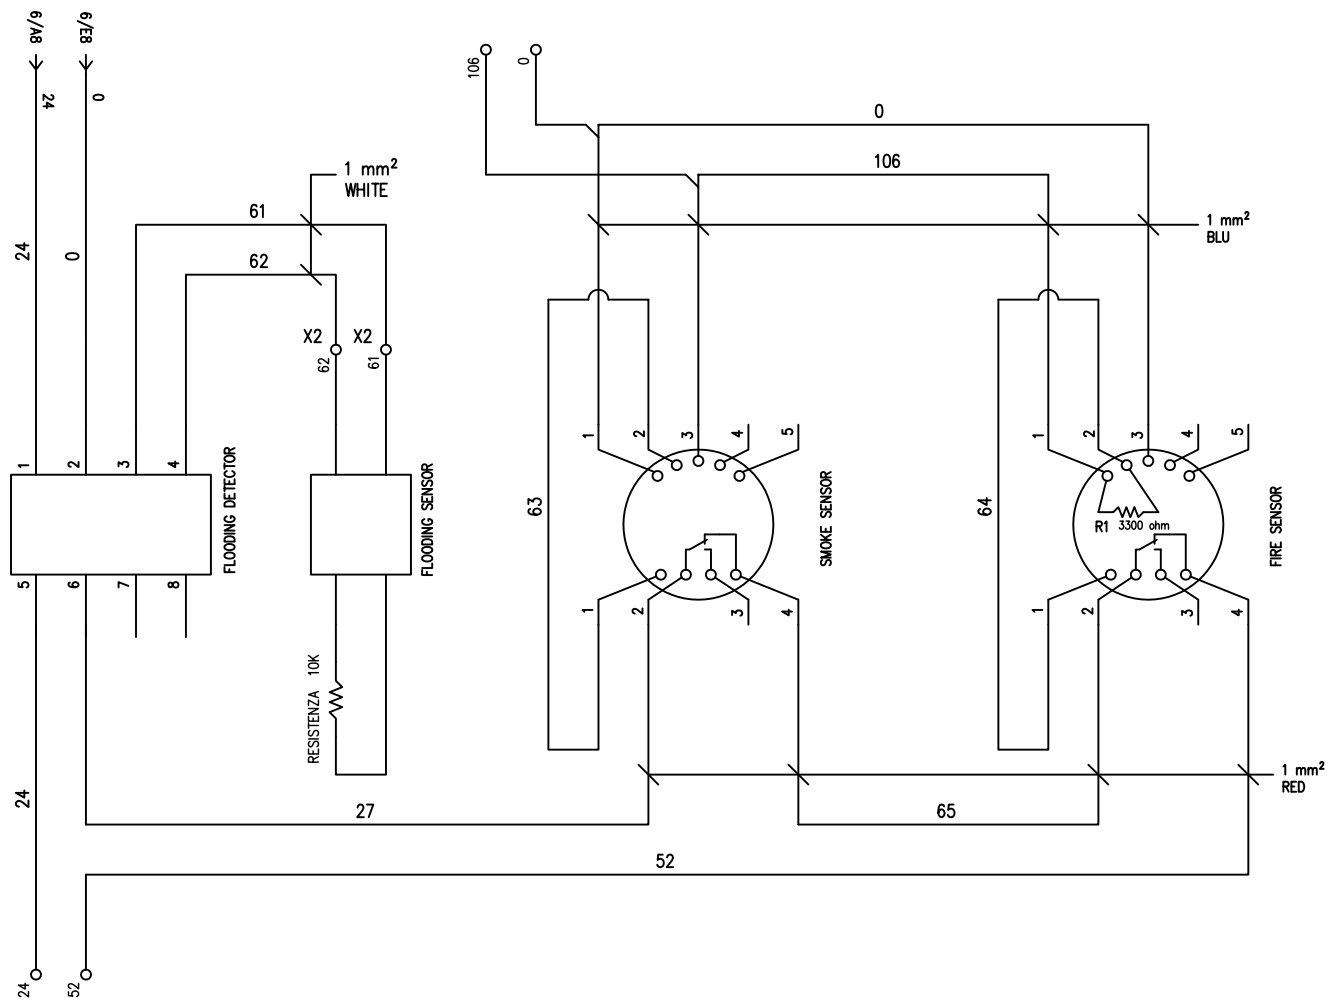 6/A8
6/E8
24
0
106
0
0
106
1 mm²
WHITE
61
62
24
0
1 mm²
BLU
X2
X2
62
61
1
2
3
4
FLOODING DETECTOR
5
6
7
8
FLOODING SENSOR
RESISTENZA 10K
63
1
2
3
4
5
SMOKE SENSOR
1
2
3
4
64
1
2
3
4
5
R1 3300 ohm
FIRE SENSOR
1
2
3
4
1 mm²
RED
24
27
65
52
24
52